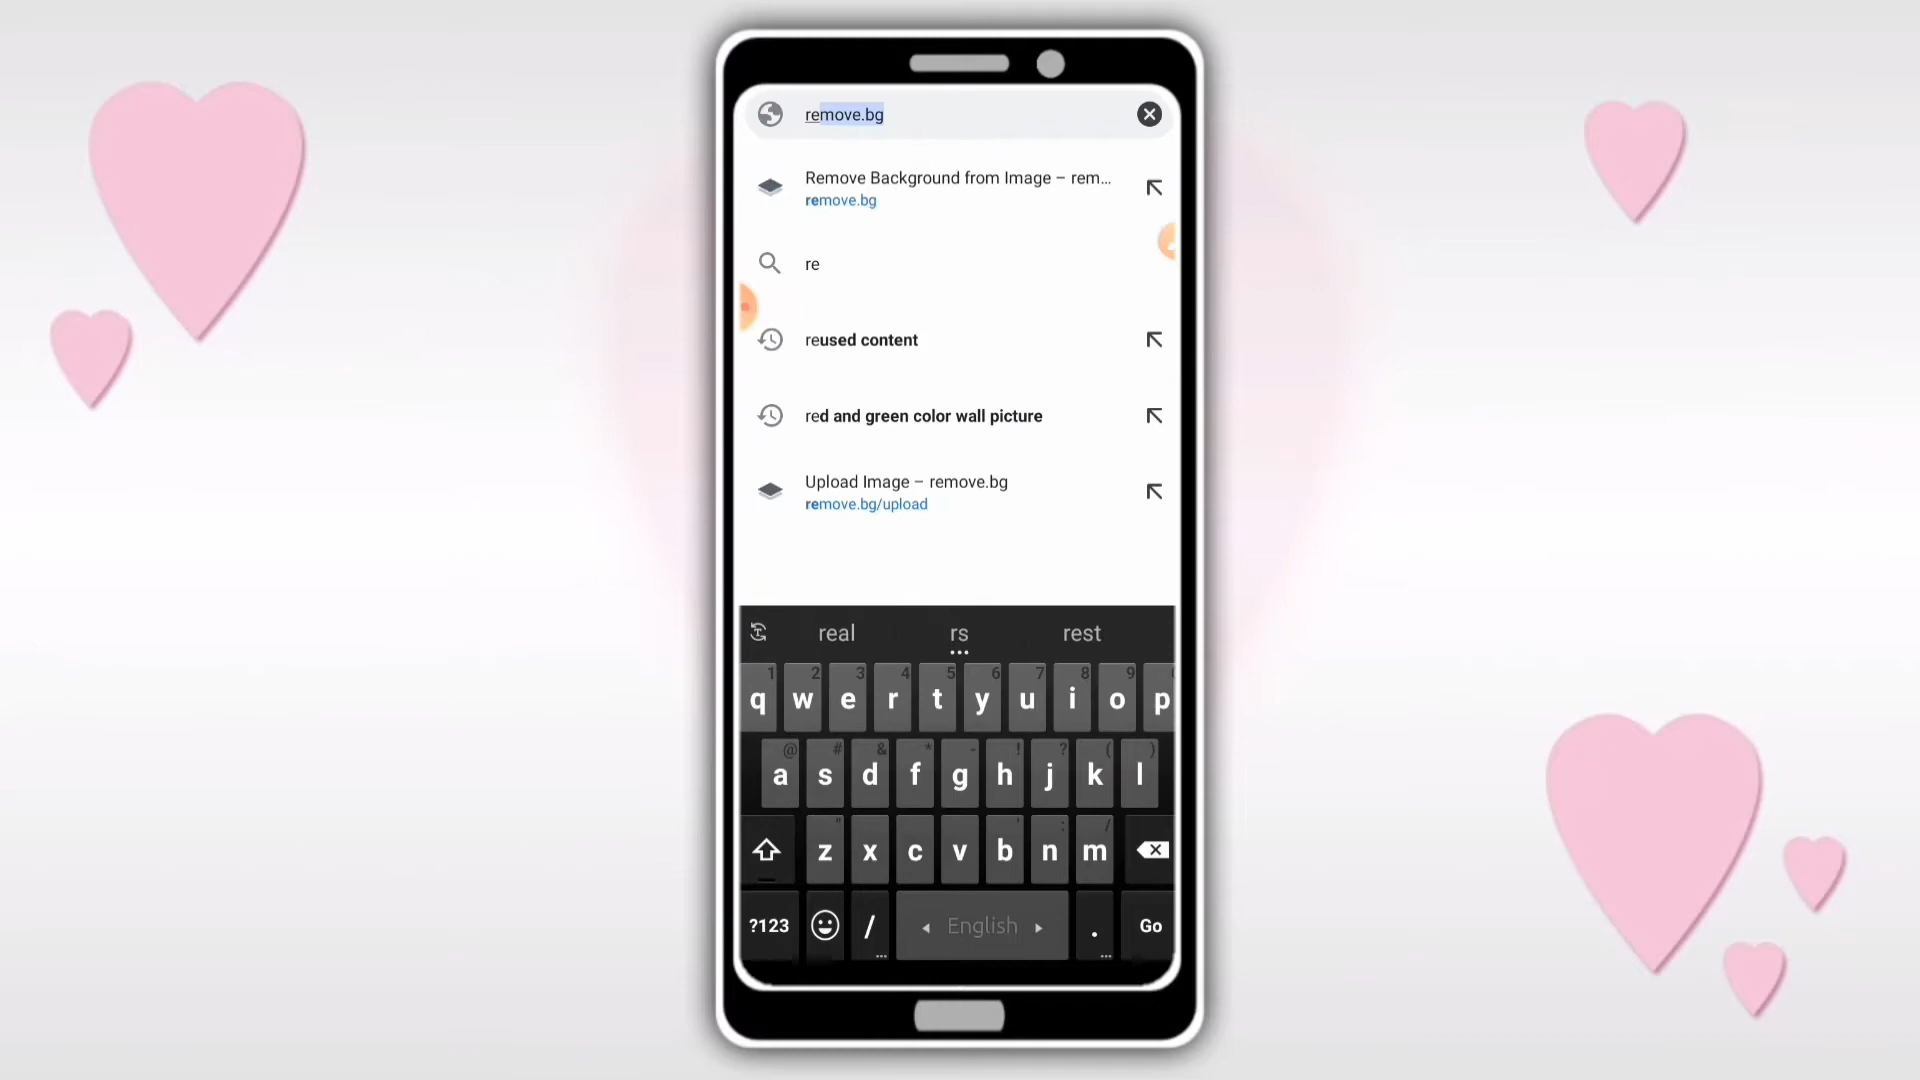 remove.bg
Remove Background from Image – rem...
remove.bg
re
reused content
red and green color wall picture
Upload Image – remove.bg
remove.bg/upload
real rs rest
1 2 3 4 5 6 7 8 9
q w e r t y u i o p
@ # & * - ! ? ( )
a s d f g h j k l
" ' : /
z x c v b n m
?123 / English . Go